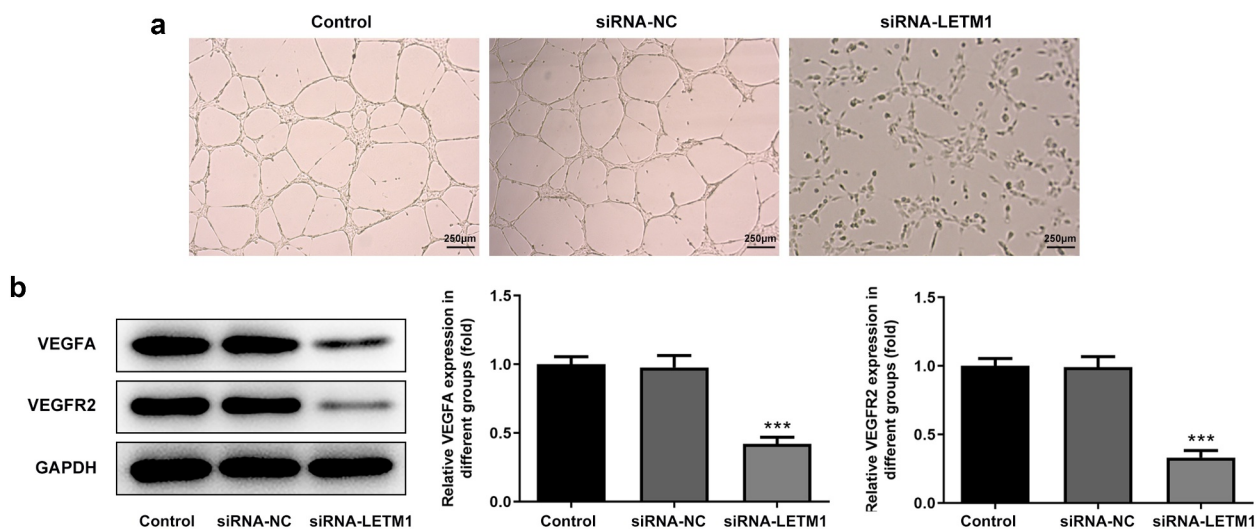 a
Control
siRNA-NC
siRNA-LETM1
250μm
250μm
250μm
b
VEGFA
VEGFR2
GAPDH
Control
siRNA-NC
siRNA-LETM1
Relative VEGFA expression in
different groups (fold)
1.5
1.0
0.5
0.0
***
Control
siRNA-NC
siRNA-LETM1
Relative VEGFR2 expression in
different groups (fold)
1.5
1.0
0.5
0.0
***
Control
siRNA-NC
siRNA-LETM1